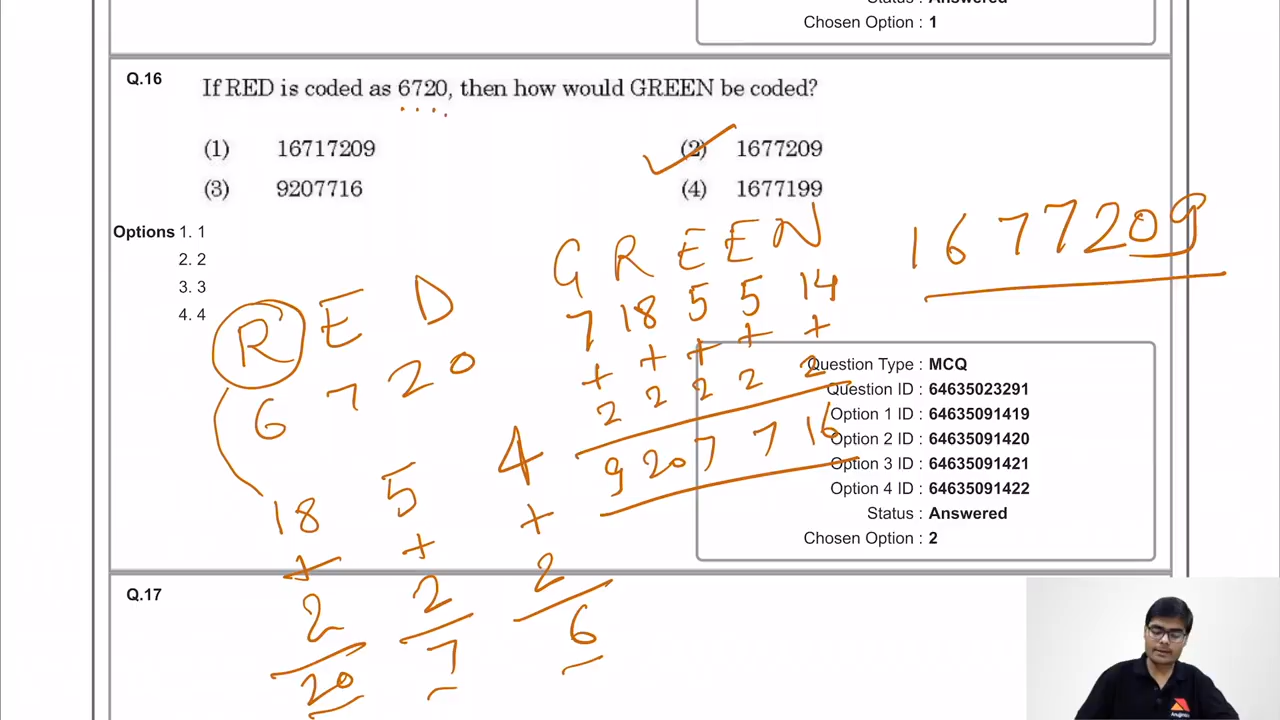 Status : Answered
Chosen Option : 1
Q.16
If RED is coded as 6720, then how would GREEN be coded?
(1) 16717209
(2) 1677209
(3) 9207716
(4) 1677199
Options 1. 1
2. 2
3. 3
4. 4
1677209
G R E E N
7 18 5 5 14
+ + + + +
2 2 2 2 2
9 20 7 7 16
R E D
6 7 2 0
18 5 4
+ + +
2 2 2
20 7 6
Question Type : MCQ
Question ID : 64635023291
Option 1 ID : 64635091419
Option 2 ID : 64635091420
Option 3 ID : 64635091421
Option 4 ID : 64635091422
Status : Answered
Chosen Option : 2
Q.17